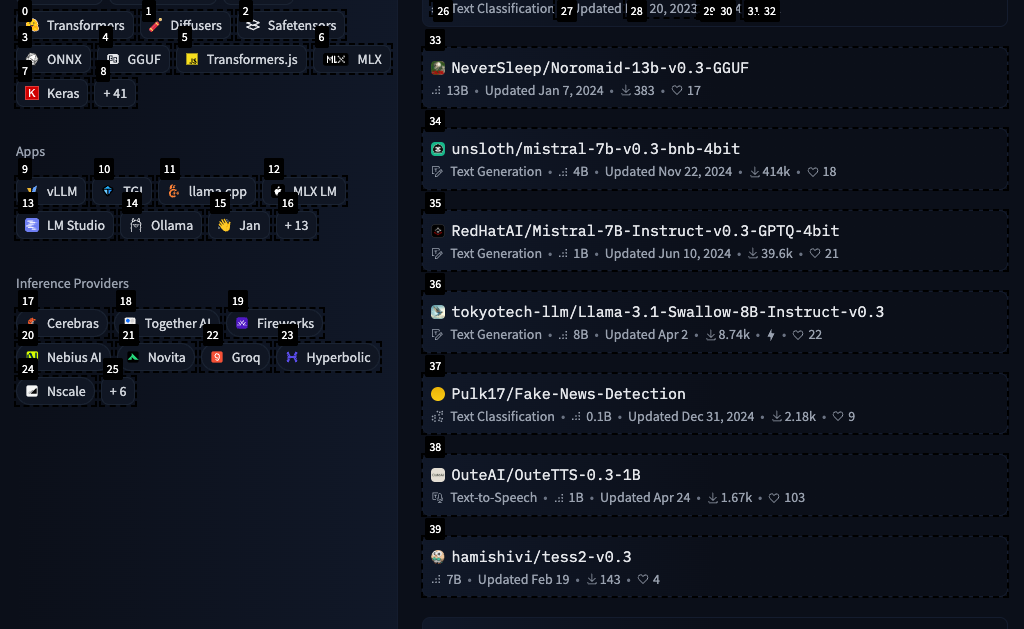 0 1 2
Transformers Diffusers Safetensors
3 4 5 6
ONNX GGUF Transformers.js MLX MLX
7 8
K Keras + 41
Apps
9 10 11 12
vLLM TGI llama.cpp MLX LM
13 14 15 16
LM Studio Ollama Jan + 13
Inference Providers
17 18 19
Cerebras Together AI Fireworks
20 21 22 23
Nebius AI Novita Groq Hyperbolic
24 25
Nscale + 6
26 Text Classification 27 Updated 28 20, 2023 29 30 31 32
33
NeverSleep/Noromaid-13b-v0.3-GGUF
13B • Updated Jan 7, 2024 • 383 • 17
34
unsloth/mistral-7b-v0.3-bnb-4bit
Text Generation • 4B • Updated Nov 22, 2024 • 414k • 18
35
RedHatAI/Mistral-7B-Instruct-v0.3-GPTQ-4bit
Text Generation • 1B • Updated Jun 10, 2024 • 39.6k • 21
36
tokyotech-llm/Llama-3.1-Swallow-8B-Instruct-v0.3
Text Generation • 8B • Updated Apr 2 • 8.74k • 22
37
Pulk17/Fake-News-Detection
Text Classification • 0.1B • Updated Dec 31, 2024 • 2.18k • 9
38
OuteAI/OuteTTS-0.3-1B
Text-to-Speech • 1B • Updated Apr 24 • 1.67k • 103
39
hamishivi/tess2-v0.3
7B • Updated Feb 19 • 143 • 4